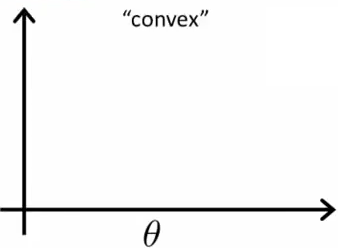 “convex”
θ